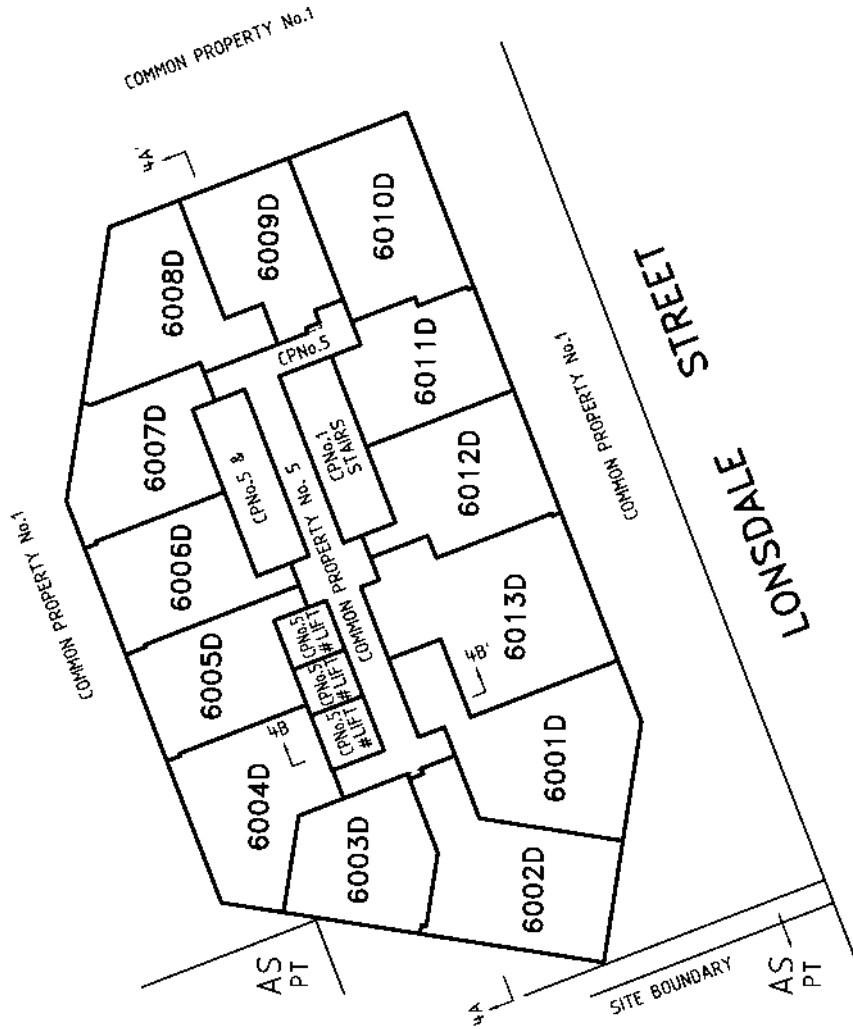 COMMON PROPERTY No.1
4A'
6008D
6009D
6010D
CPNo.5
6007D
6011D
COMMON PROPERTY No.1
CPNo.5 &
CPNo.1
STAIRS
COMMON PROPERTY No. 5
6012D
COMMON PROPERTY No.1
LONSDALE STREET
6006D
6005D
CPNo.5
#LIFT
CPNo.5
#LIFT
CPNo.5
#LIFT
4B
4B'
6013D
6004D
6003D
6001D
6002D
AS
PT
4A
SITE BOUNDARY
AS
PT